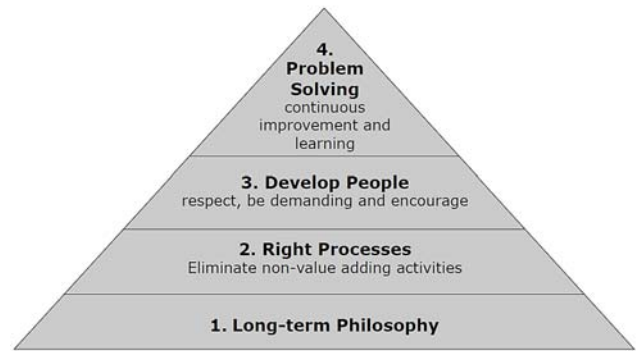 4.
Problem
Solving
continuous
improvement and
learning
3. Develop People
respect, be demanding and encourage
2. Right Processes
Eliminate non-value adding activities
1. Long-term Philosophy